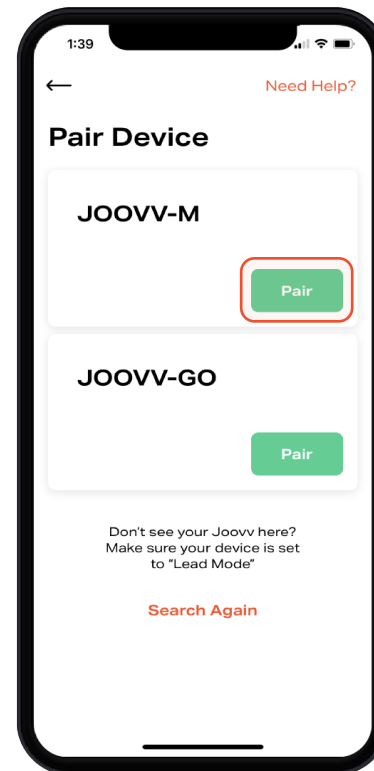 1:39
Need Help?
Pair Device
JOOVV-M
Pair
JOOVV-GO
Pair
Don't see your Joovv here?
Make sure your device is set
to “Lead Mode”
Search Again